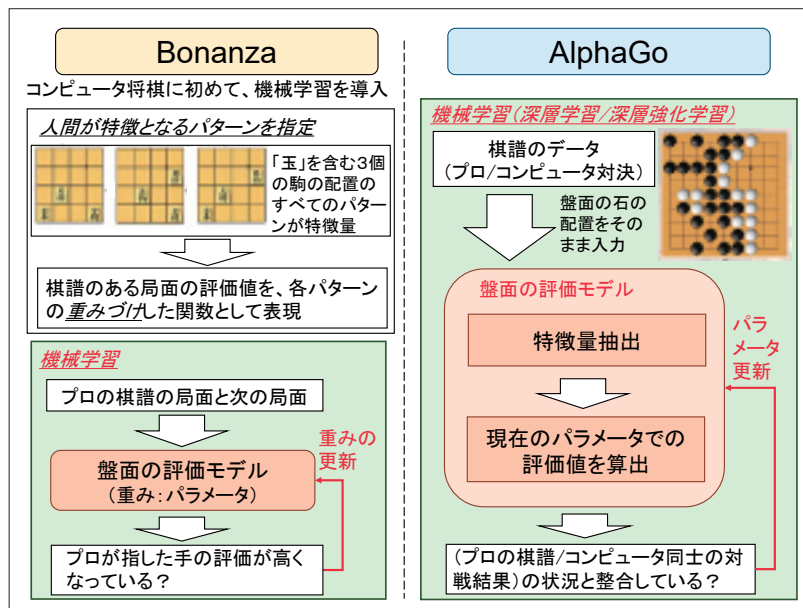 Bonanza
コンピュータ将棋に初めて、機械学習を導入
人間が特徴となるパターンを指定
「玉」を含む3個
の駒の配置の
すべてのパター
ンが特徴量
棋譜のある局面の評価値を、各パターン
の重みづけした関数として表現
機械学習
プロの棋譜の局面と次の局面
重みの
更新
盤面の評価モデル
(重み:パラメータ)
プロが指した手の評価が高く
なっている?
AlphaGo
機械学習(深層学習/深層強化学習)
棋譜のデータ
(プロ/コンピュータ対決)
盤面の石の
配置をその
まま入力
盤面の評価モデル
特徴量抽出
パラ
メータ
更新
現在のパラメータでの
評価値を算出
(プロの棋譜/コンピュータ同士の対
戦結果)の状況と整合している?